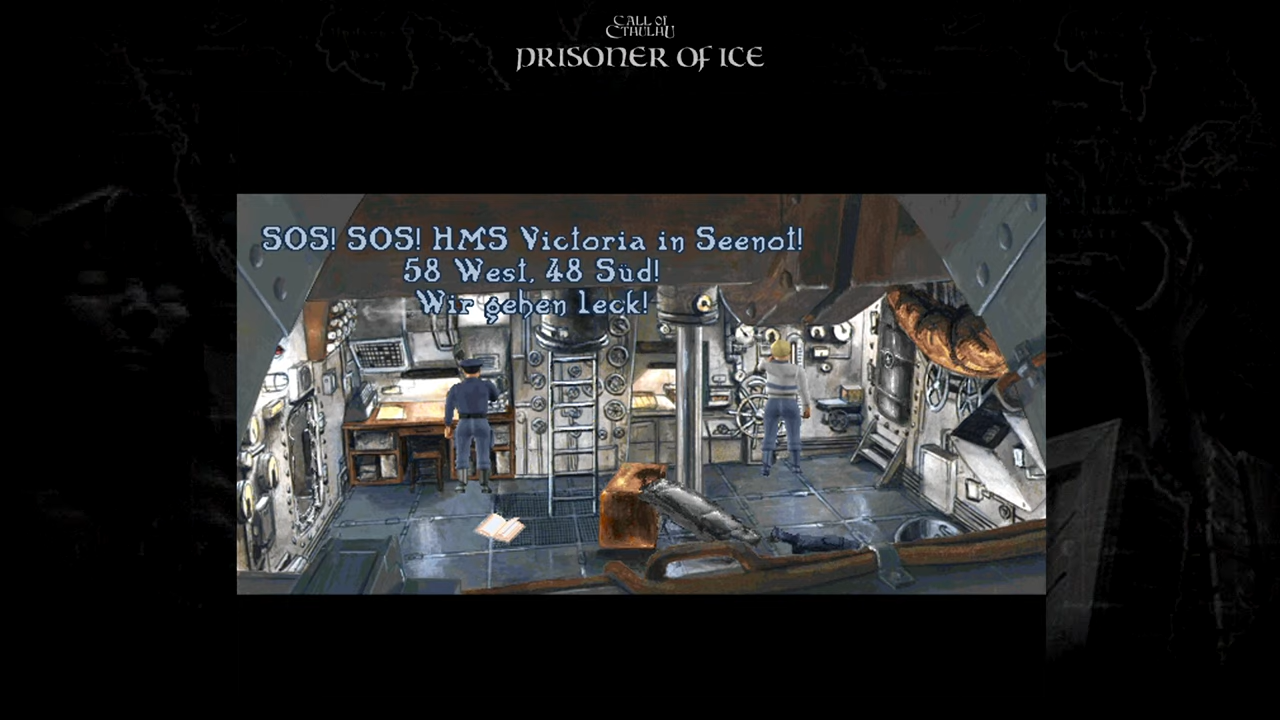 CALL OF
CTHULHU
PRISONER OF ICE
SOS! SOS! HMS Victoria in Seenot!
58 West, 48 Süd!
Wir gehen leck!